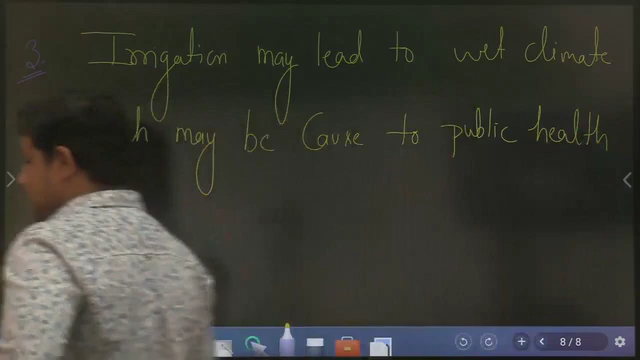 3. Irrigation may lead to wet climate
h may be Cause to public health
8/8